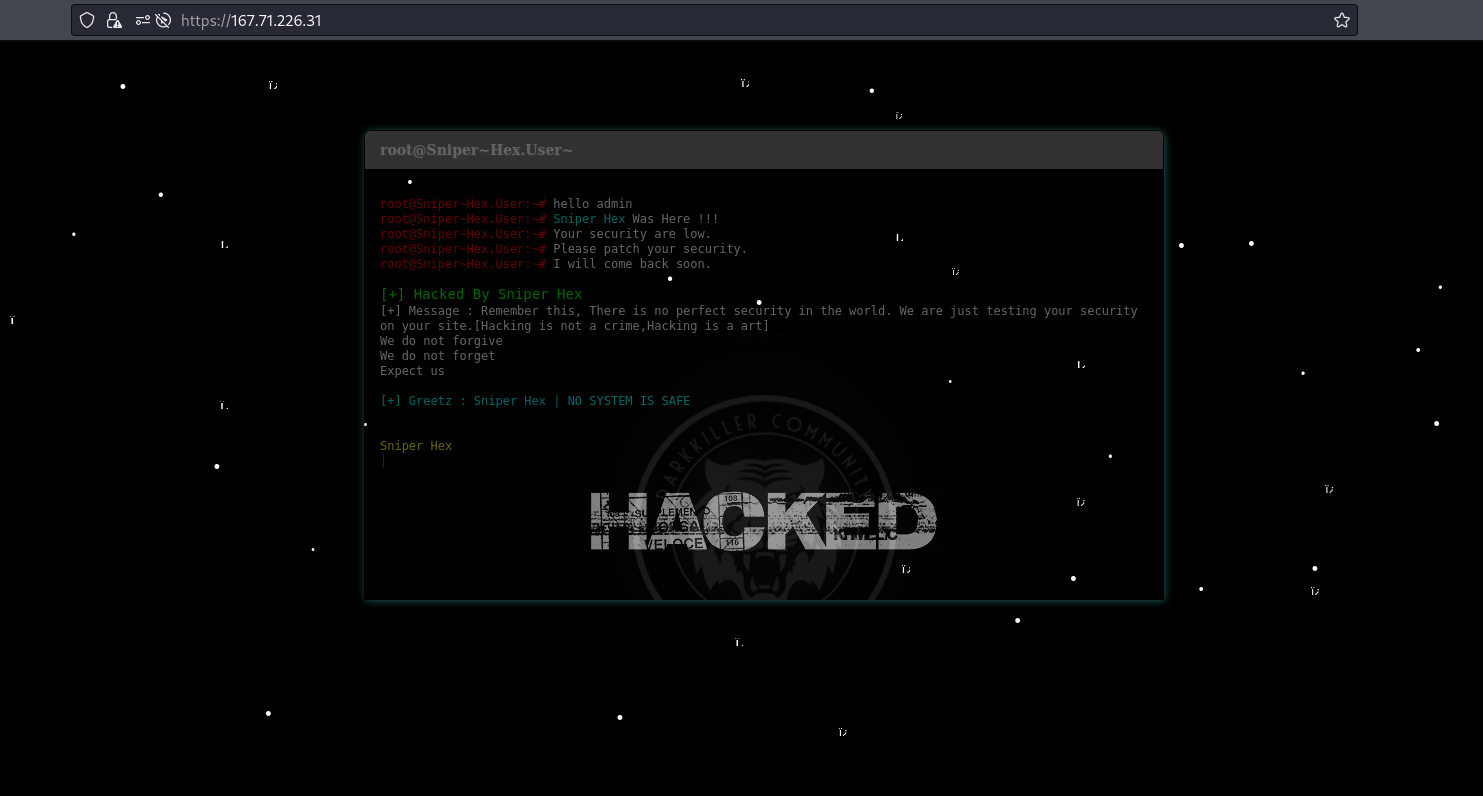 https://167.71.226.31
root@Sniper~Hex.User~
root@Sniper~Hex.User:~# hello admin
root@Sniper~Hex.User:~# Sniper Hex Was Here !!!
root@Sniper~Hex.User:~# Your security are low.
root@Sniper~Hex.User:~# Please patch your security.
root@Sniper~Hex.User:~# I will come back soon.
[+] Hacked By Sniper Hex
[+] Message : Remember this, There is no perfect security in the world. We are just testing your security
on your site.[Hacking is not a crime,Hacking is a art]
We do not forgive
We do not forget
Expect us
[+] Greetz : Sniper Hex | NO SYSTEM IS SAFE
DARKKILLER COMMUNITY
Sniper Hex
HACKED
108
VELOCE
116